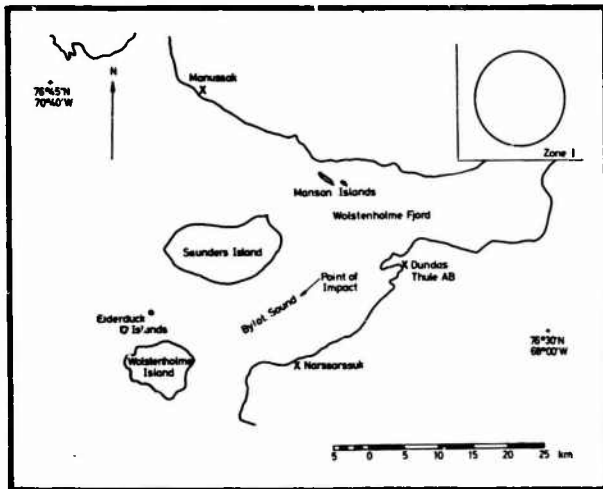 Manussak
X
N
76°45'N
70°40'W
Zone I
Manson Islands
Wolstenholme Fjord
Saunders Island
X Dundas
Thule AB
Point of
Impact
Bylot Sound
Eiderduck
Islands
Wolstenholme
Island
X Narssarssuk
76°30'N
68°00'W
5 0 5 10 15 20 25
km